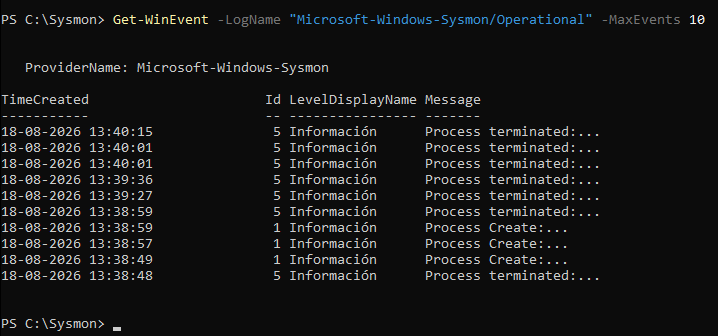 PS C:\Sysmon> Get-WinEvent -LogName "Microsoft-Windows-Sysmon/Operational" -MaxEvents 10
ProviderName: Microsoft-Windows-Sysmon
TimeCreated Id LevelDisplayName Message
----------- -- ---------------- -------
18-08-2026 13:40:15 5 Información Process terminated:...
18-08-2026 13:40:01 5 Información Process terminated:...
18-08-2026 13:40:01 5 Información Process terminated:...
18-08-2026 13:39:36 5 Información Process terminated:...
18-08-2026 13:39:27 5 Información Process terminated:...
18-08-2026 13:38:59 5 Información Process terminated:...
18-08-2026 13:38:59 1 Información Process Create:...
18-08-2026 13:38:57 1 Información Process Create:...
18-08-2026 13:38:49 1 Información Process Create:...
18-08-2026 13:38:48 5 Información Process terminated:...
PS C:\Sysmon>